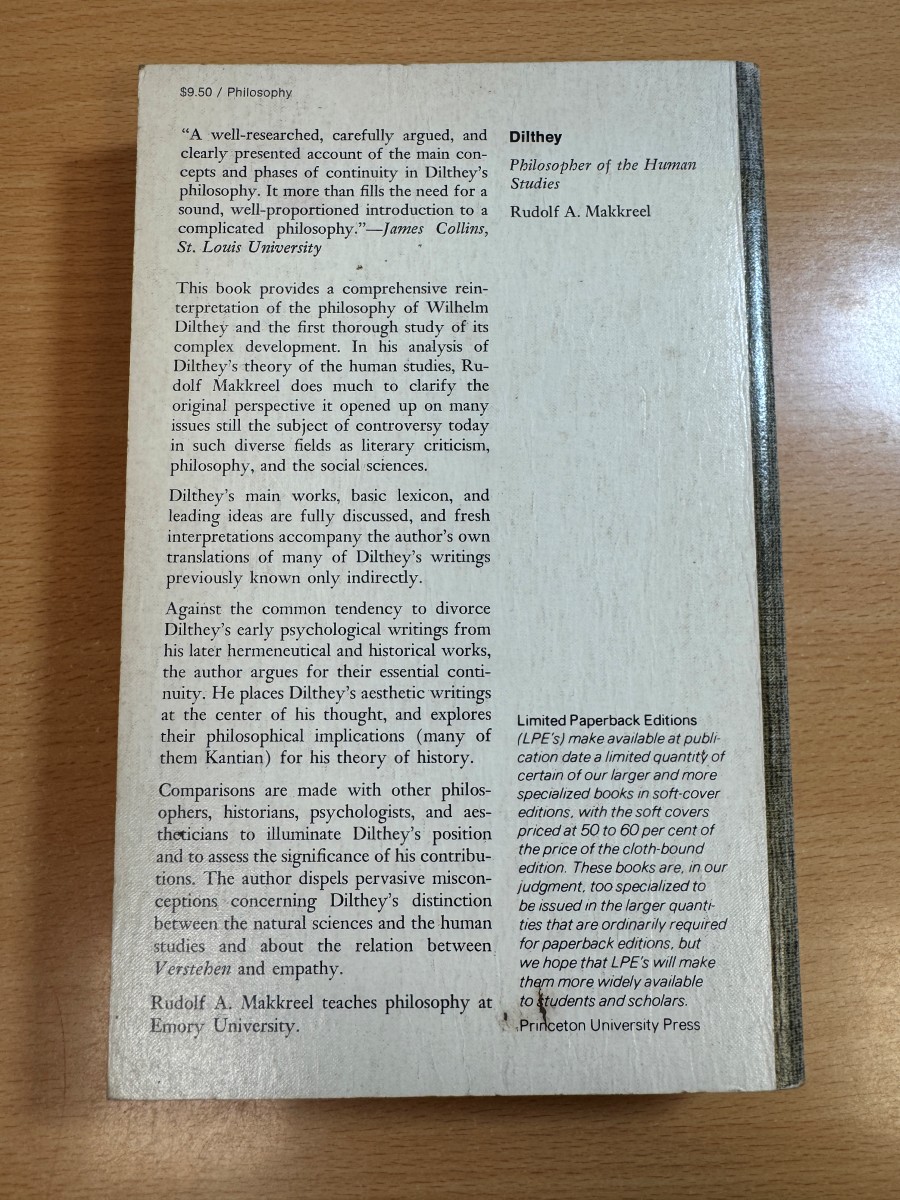 $9.50 / Philosophy
“A well-researched, carefully argued, and
clearly presented account of the main con-
cepts and phases of continuity in Dilthey’s
philosophy. It more than fills the need for a
sound, well-proportioned introduction to a
complicated philosophy.”—James Collins,
St. Louis University
This book provides a comprehensive rein-
terpretation of the philosophy of Wilhelm
Dilthey and the first thorough study of its
complex development. In his analysis of
Dilthey’s theory of the human studies, Ru-
dolf Makkreel does much to clarify the
original perspective it opened up on many
issues still the subject of controversy today
in such diverse fields as literary criticism,
philosophy, and the social sciences.
Dilthey’s main works, basic lexicon, and
leading ideas are fully discussed, and fresh
interpretations accompany the author’s own
translations of many of Dilthey’s writings
previously known only indirectly.
Against the common tendency to divorce
Dilthey’s early psychological writings from
his later hermeneutical and historical works,
the author argues for their essential conti-
nuity. He places Dilthey’s aesthetic writings
at the center of his thought, and explores
their philosophical implications (many of
them Kantian) for his theory of history.
Comparisons are made with other philos-
ophers, historians, psychologists, and aes-
theticians to illuminate Dilthey’s position
and to assess the significance of his contribu-
tions. The author dispels pervasive miscon-
ceptions concerning Dilthey’s distinction
between the natural sciences and the human
studies and about the relation between
Verstehen and empathy.
Rudolf A. Makkreel teaches philosophy at
Emory University.
Dilthey
Philosopher of the Human
Studies
Rudolf A. Makkreel
Limited Paperback Editions
(LPE’s) make available at publi-
cation date a limited quantity of
certain of our larger and more
specialized books in soft-cover
editions, with the soft covers
priced at 50 to 60 per cent of
the price of the cloth-bound
edition. These books are, in our
judgment, too specialized to
be issued in the larger quanti-
ties that are ordinarily required
for paperback editions, but
we hope that LPE’s will make
them more widely available
to students and scholars.
Princeton University Press